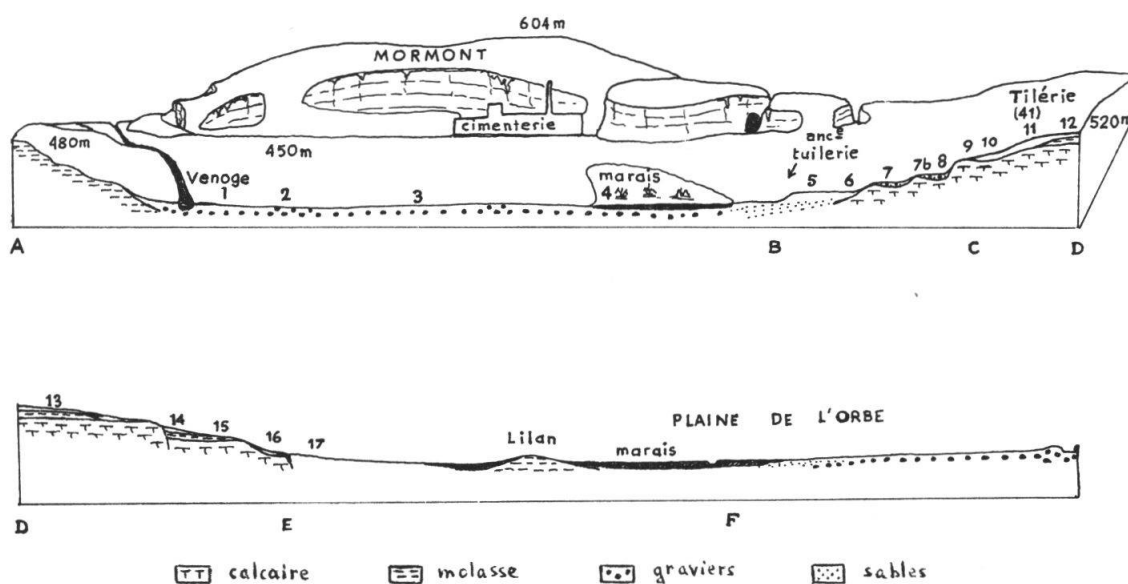 604 m
MORMONT
cimenterie
480m
450m
anc.ne
tuilerie
Tilérie
(41)
520m
Venoge
marais
1 2 3 4 5 6 7 7b 8 9 10 11 12
A B C D
13 14 15 16 17
Lilan
marais
PLAINE DE L'ORBE
D E F
calcaire molasse graviers sables